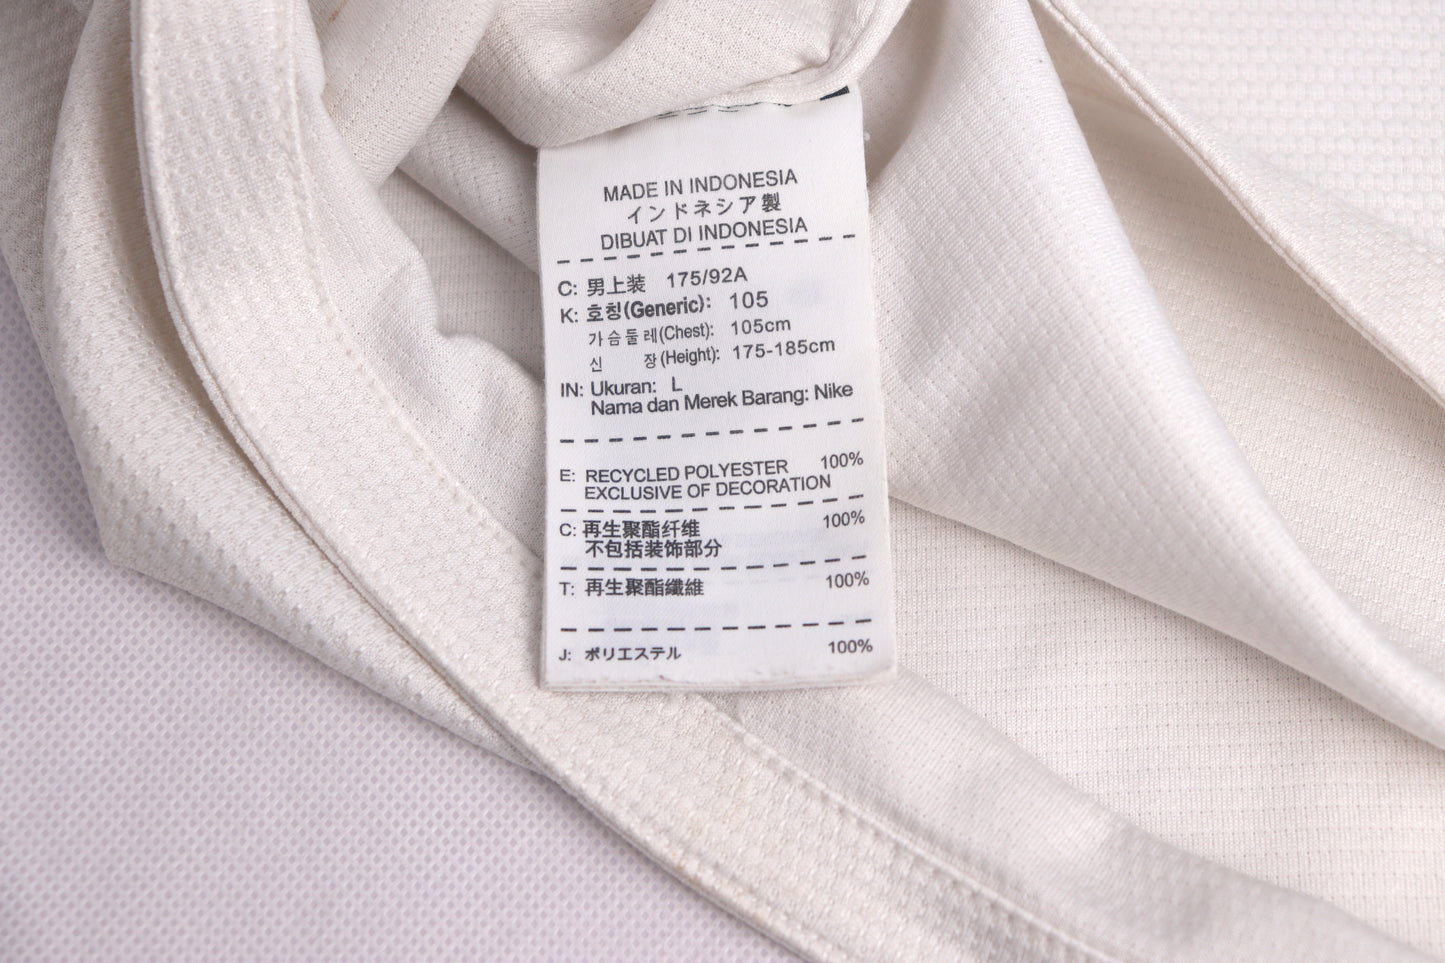 MADE IN INDONESIA
インドネシア製
DIBUAT DI INDONESIA
C: 男上装 175/92A
K: 호칭(Generic): 105
가슴둘레(Chest): 105cm
신 장(Height): 175-185cm
IN: Ukuran: L
Nama dan Merek Barang: Nike
E: RECYCLED POLYESTER 100%
EXCLUSIVE OF DECORATION
C: 再生聚酯纤维 100%
不包括装饰部分
T: 再生聚酯纖維 100%
J: ポリエステル 100%